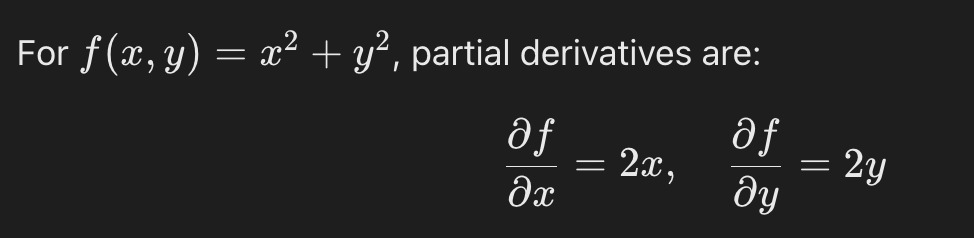 For f(x, y) = x² + y², partial derivatives are:
∂f/∂x = 2x, ∂f/∂y = 2y